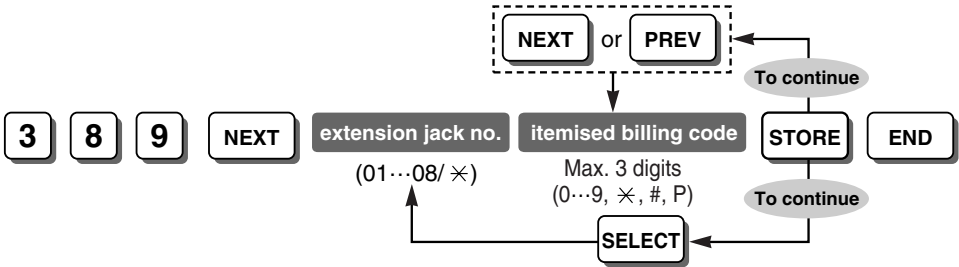 NEXT or PREV
To continue
3 8 9 NEXT extension jack no. itemised billing code STORE END
(01···08/ ✳) Max. 3 digits
(0···9, ✳, #, P)
To continue
SELECT